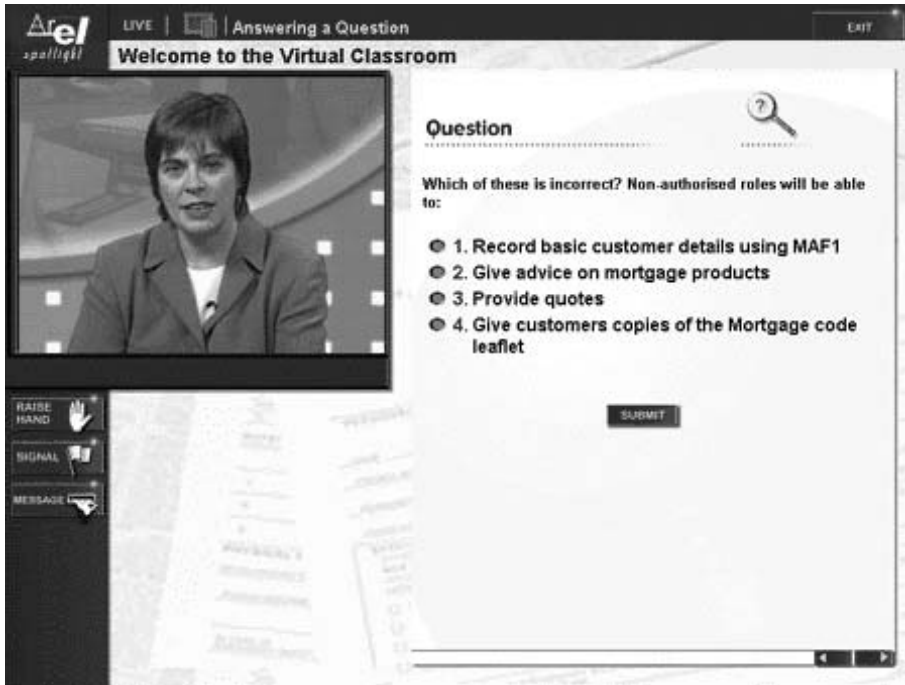 Arel
spotlight
LIVE | Answering a Question
EXIT
Welcome to the Virtual Classroom
Question
?
Which of these is incorrect? Non-authorised roles will be able
to:
1. Record basic customer details using MAF1
2. Give advice on mortgage products
3. Provide quotes
4. Give customers copies of the Mortgage code
leaflet
SUBMIT
RAISE
HAND
SIGNAL
MESSAGE